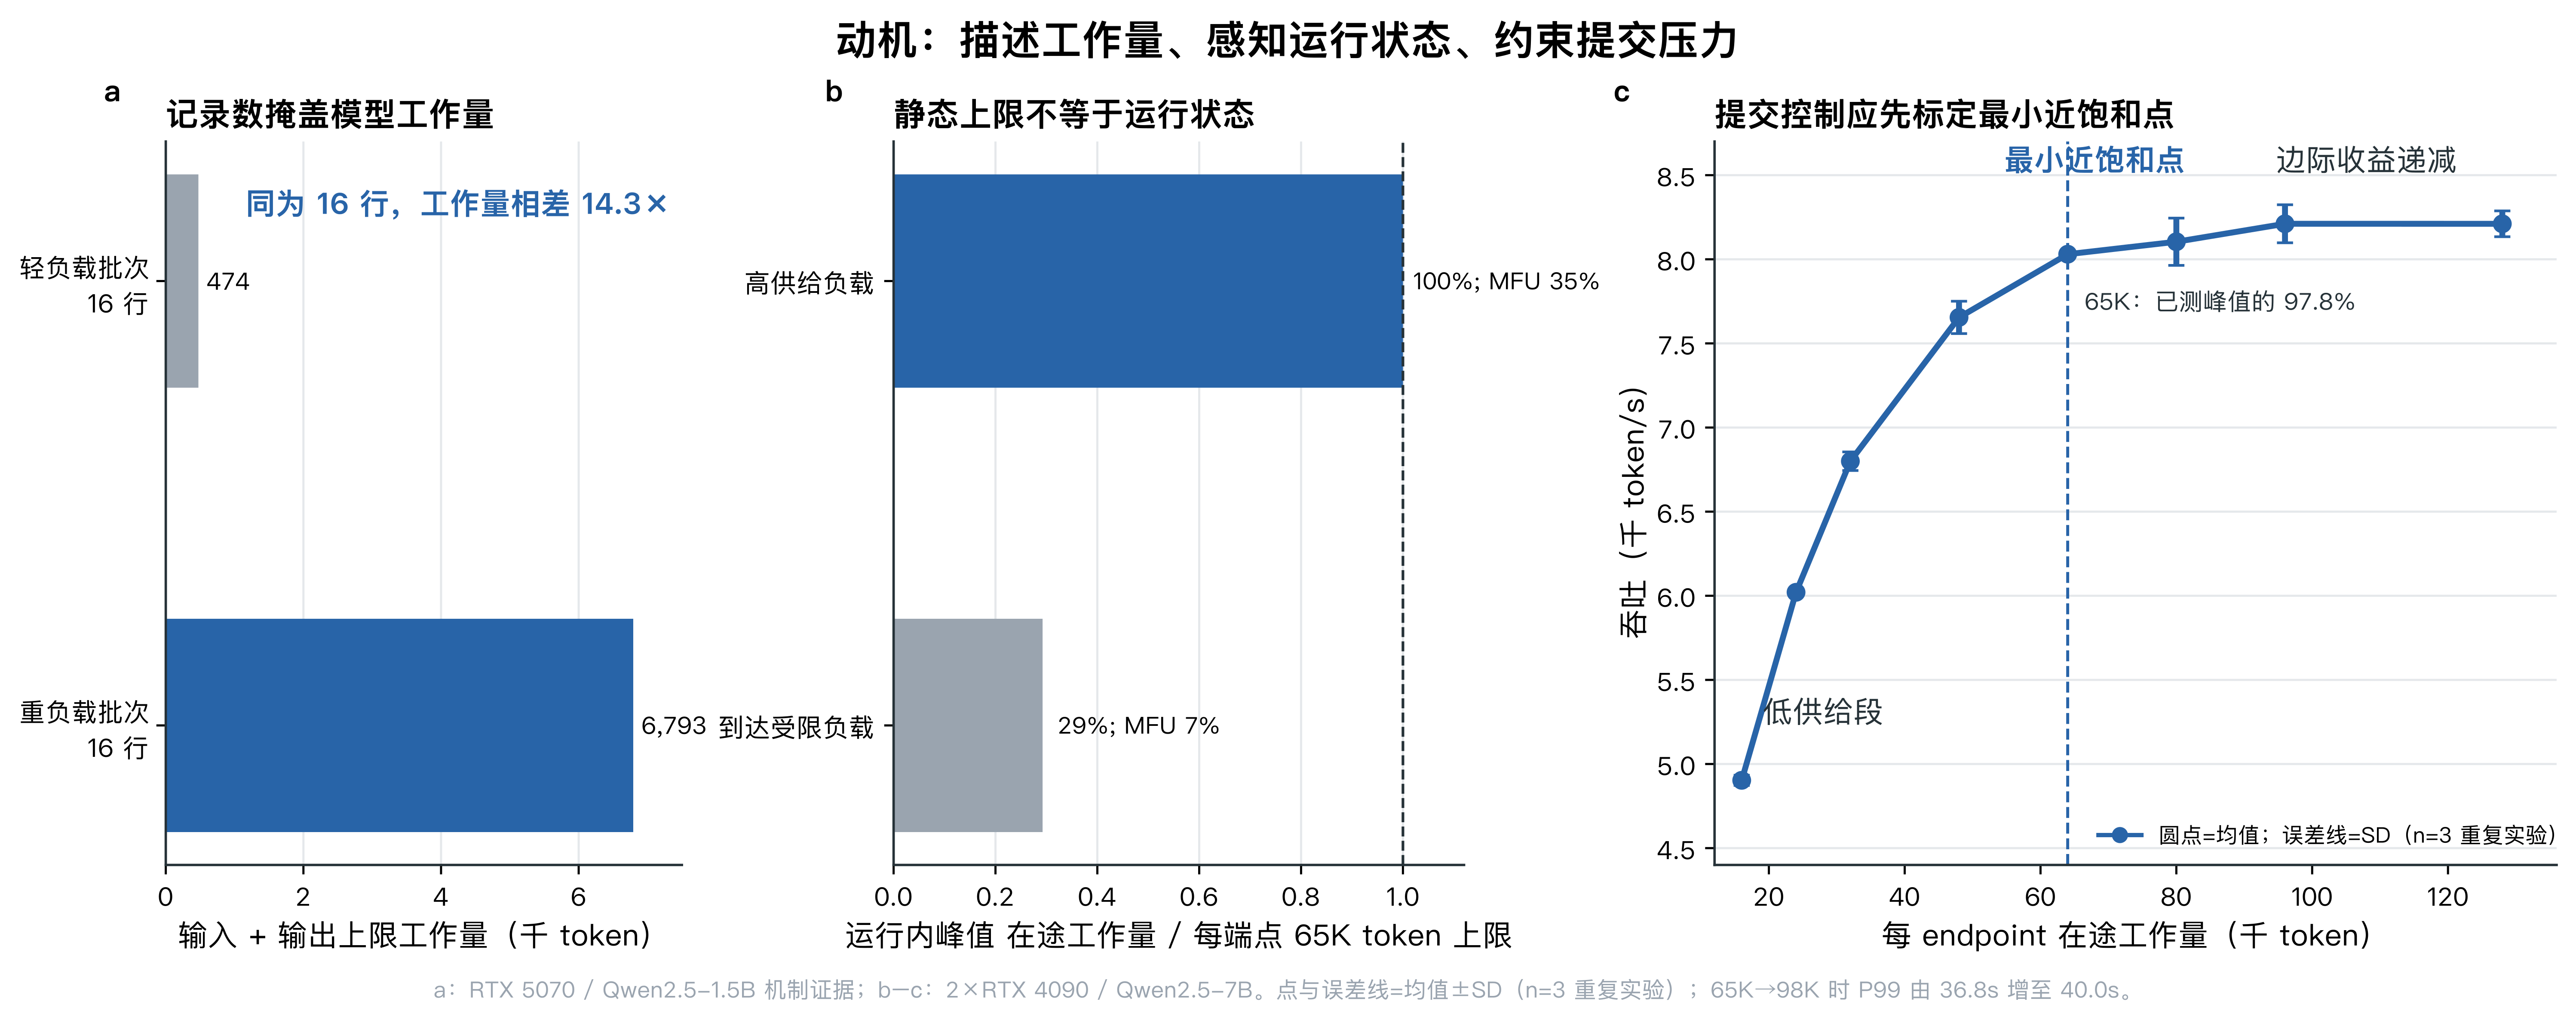 动机：描述工作量、感知运行状态、约束提交压力
a
记录数掩盖模型工作量
同为 16 行，工作量相差 14.3×
轻负载批次
16 行
474
重负载批次
16 行
6,793
0 2 4 6
输入 + 输出上限工作量（千 token）
b
静态上限不等于运行状态
高供给负载
100%; MFU 35%
到达受限负载
29%; MFU 7%
0.0 0.2 0.4 0.6 0.8 1.0
运行内峰值 在途工作量 / 每端点 65K token 上限
c
提交控制应先标定最小近饱和点
最小近饱和点
边际收益递减
65K：已测峰值的 97.8%
低供给段
圆点=均值；误差线=SD（n=3 重复实验）
吞吐（千 token/s）
8.5
8.0
7.5
7.0
6.5
6.0
5.5
5.0
4.5
20 40 60 80 100 120
每 endpoint 在途工作量（千 token）
a：RTX 5070 / Qwen2.5−1.5B 机制证据；b—c：2×RTX 4090 / Qwen2.5−7B。点与误差线=均值±SD（n=3 重复实验）；65K→98K 时 P99 由 36.8s 增至 40.0s。